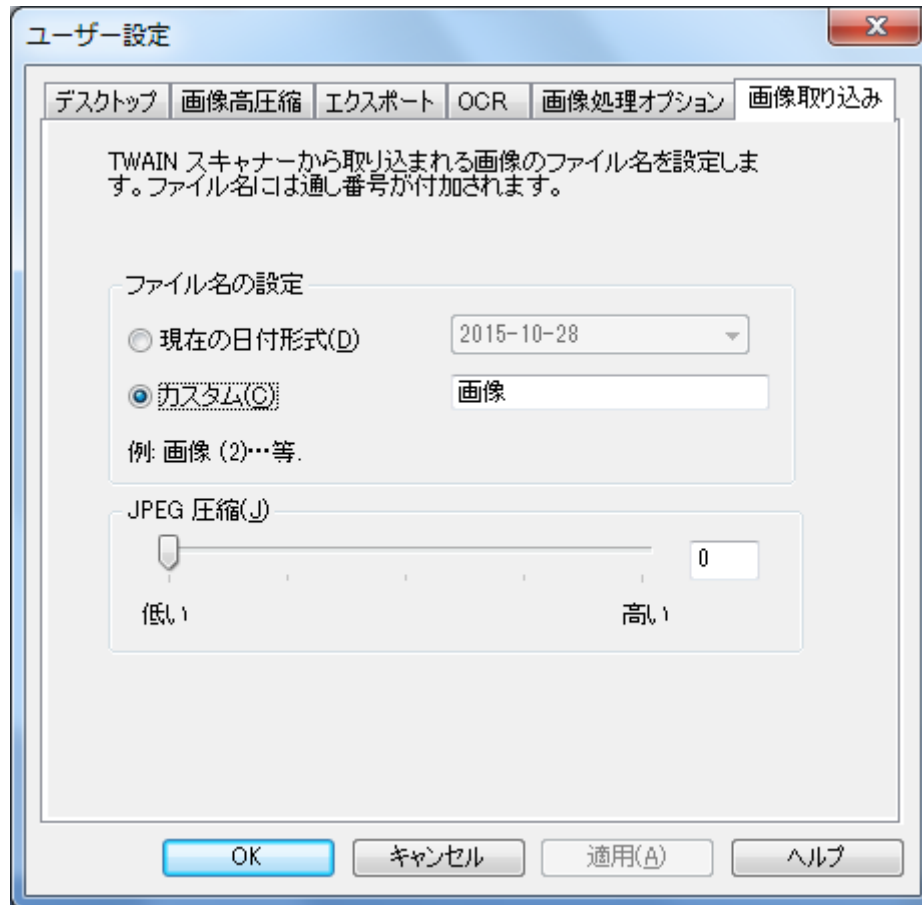 ユーザー設定
デスクトップ 画像高圧縮 エクスポート OCR 画像処理オプション 画像取り込み
TWAIN スキャナーから取り込まれる画像のファイル名を設定しま
す。ファイル名には通し番号が付加されます。
ファイル名の設定
現在の日付形式(D) 2015-10-28
カスタム(C) 画像
例: 画像 (2)…等.
JPEG 圧縮(J)
0
低い 高い
OK キャンセル 適用(A) ヘルプ